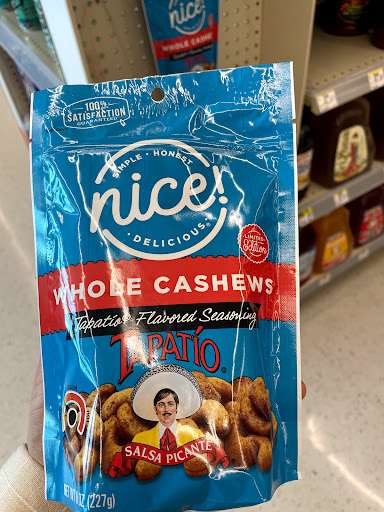 nice!
WHOLE CASHEWS
100%
SATISFACTION
GUARANTEED
SIMPLE • HONEST
nice!
• DELICIOUS.
LIMITED
Edition
WHOLE CASHEWS
Tapatío® Flavored Seasoning
TAPATÍO®
SALSA PICANTE
NET WT 8 OZ (227g)